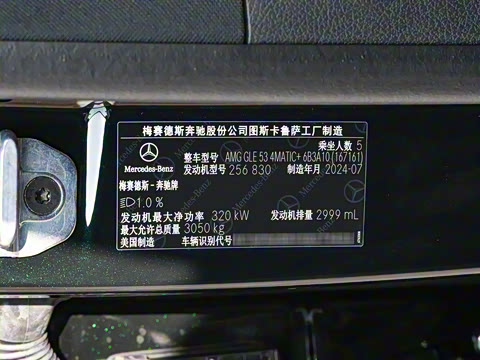 梅赛德斯奔驰股份公司图斯卡鲁萨工厂制造
乘坐人数 5
整车型号 AMG GLE 53 4MATIC+ 6B3A10 (167161)
Mercedes-Benz
发动机型号 256 830 制造年月 2024-07
梅赛德斯-奔驰牌
1.0 %
发动机最大净功率 320 kW 发动机排量 2999 mL
最大允许总质量 3050 kg
美国制造 车辆识别代号